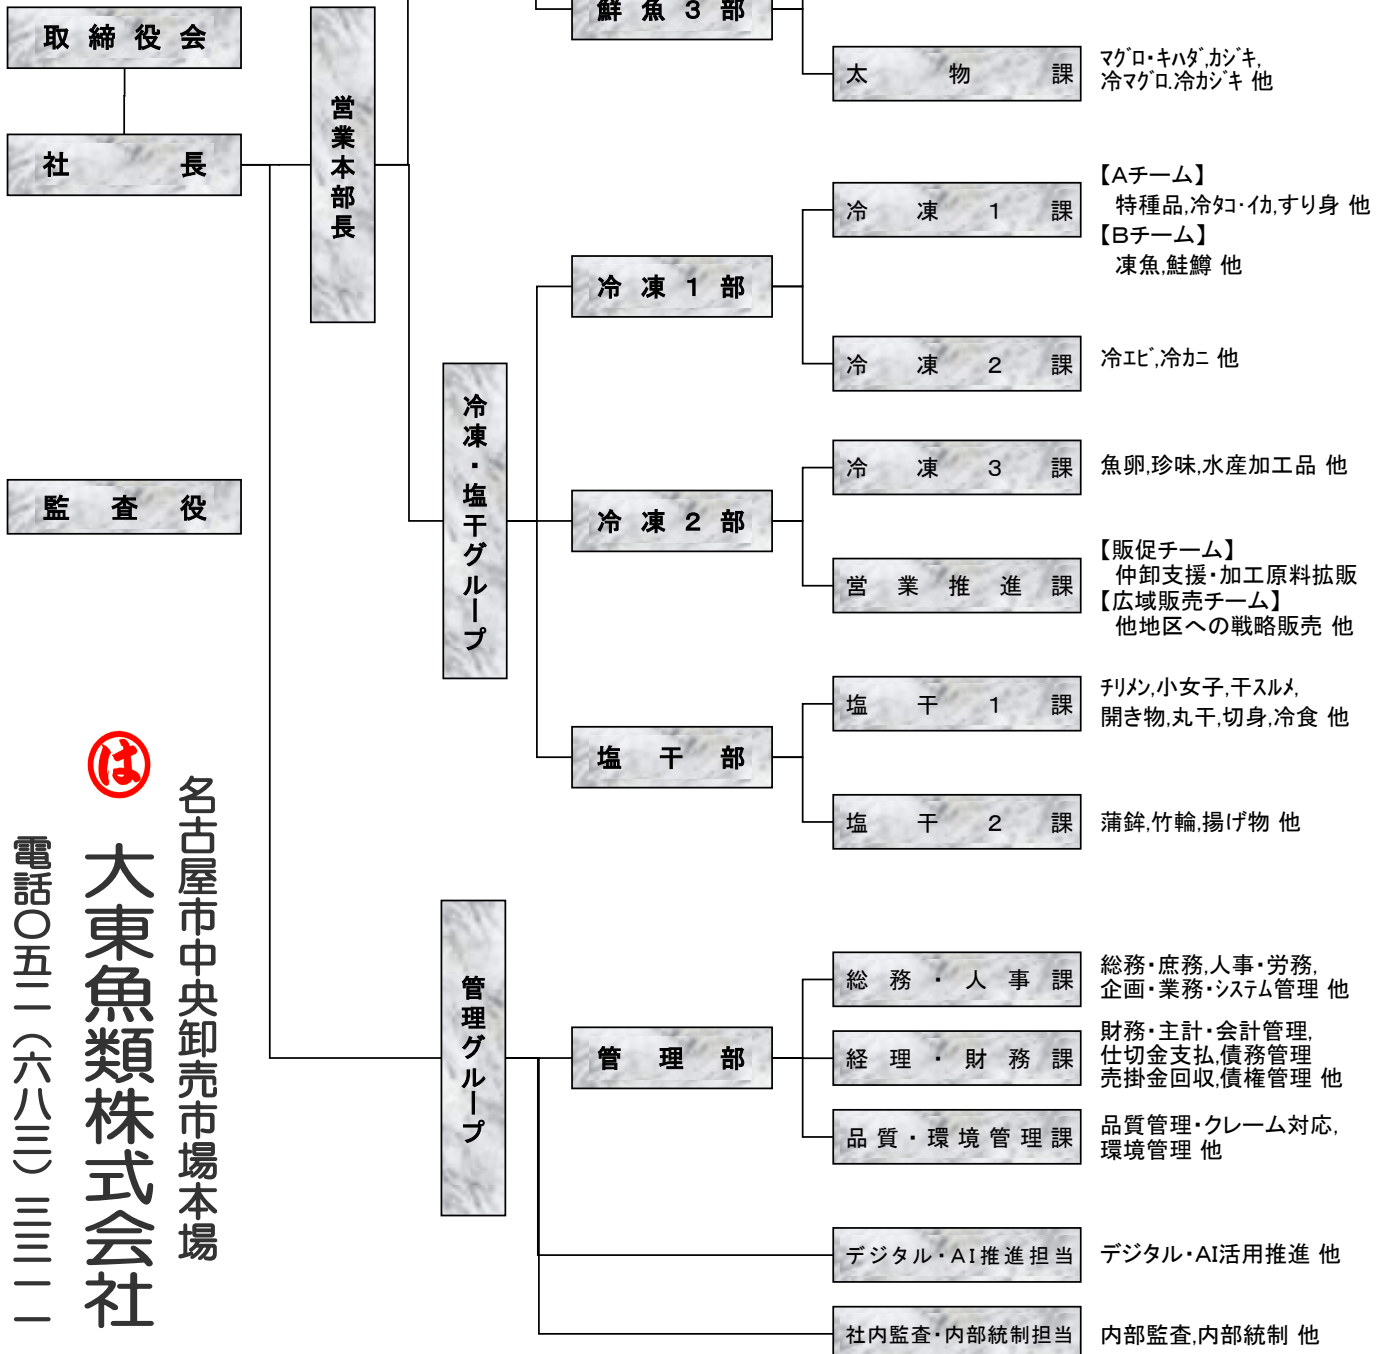 取締役会
社長
監査役
営業本部長
鮮魚3部
太物課
マグロ・キハダ,カジキ,
冷マグロ.冷カジキ 他
冷凍・塩干グループ
冷凍1部
冷凍1課
【Aチーム】
特種品,冷タコ・イカ,すり身 他
【Bチーム】
凍魚,鮭鱒 他
冷凍2課
冷エビ,冷カニ 他
冷凍2部
冷凍3課
魚卵,珍味,水産加工品 他
営業推進課
【販促チーム】
仲卸支援・加工原料拡販
【広域販売チーム】
他地区への戦略販売 他
塩干部
塩干1課
チリメン,小女子,干スルメ,
開き物,丸干,切身,冷食 他
塩干2課
蒲鉾,竹輪,揚げ物 他
管理グループ
管理部
総務・人事課
総務・庶務,人事・労務,
企画・業務・システム管理 他
経理・財務課
財務・主計・会計管理,
仕切金支払,債務管理
売掛金回収,債権管理 他
品質・環境管理課
品質管理・クレーム対応,
環境管理 他
デジタル・AI推進担当
デジタル・AI活用推進 他
社内監査・内部統制担当
内部監査,内部統制 他
名古屋市中央卸売市場本場
は 大東魚類株式会社
電話〇五二(六八三)三三一一